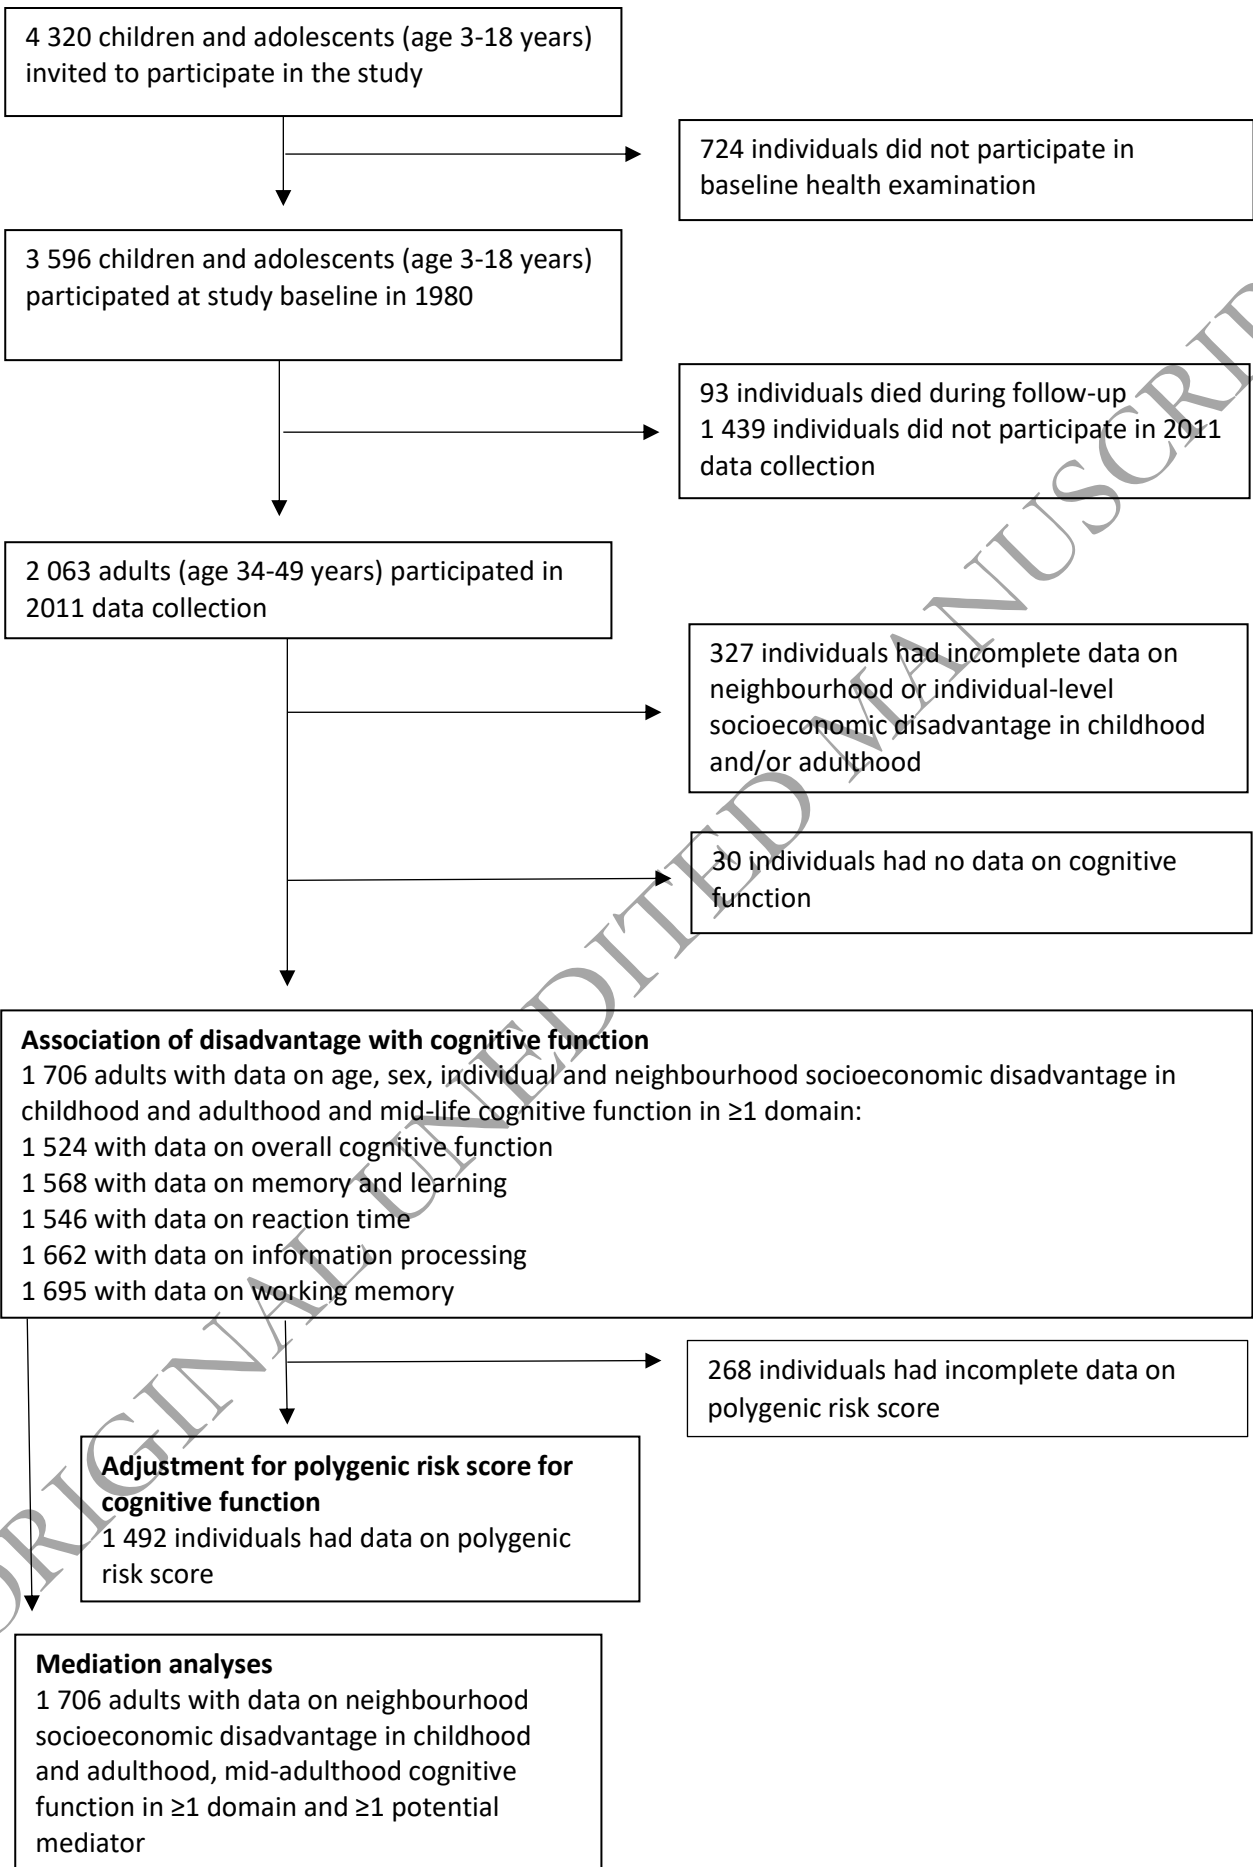 4 320 children and adolescents (age 3-18 years)
invited to participate in the study
724 individuals did not participate in
baseline health examination
3 596 children and adolescents (age 3-18 years)
participated at study baseline in 1980
93 individuals died during follow-up
1 439 individuals did not participate in 2011
data collection
2 063 adults (age 34-49 years) participated in
2011 data collection
327 individuals had incomplete data on
neighbourhood or individual-level
socioeconomic disadvantage in childhood
and/or adulthood
30 individuals had no data on cognitive
function
Association of disadvantage with cognitive function
1 706 adults with data on age, sex, individual and neighbourhood socioeconomic disadvantage in
childhood and adulthood and mid-life cognitive function in ≥1 domain:
1 524 with data on overall cognitive function
1 568 with data on memory and learning
1 546 with data on reaction time
1 662 with data on information processing
1 695 with data on working memory
268 individuals had incomplete data on
polygenic risk score
Adjustment for polygenic risk score for
cognitive function
1 492 individuals had data on polygenic
risk score
Mediation analyses
1 706 adults with data on neighbourhood
socioeconomic disadvantage in childhood
and adulthood, mid-adulthood cognitive
function in ≥1 domain and ≥1 potential
mediator
ORIGINAL UNEDITED MANUSCRIP